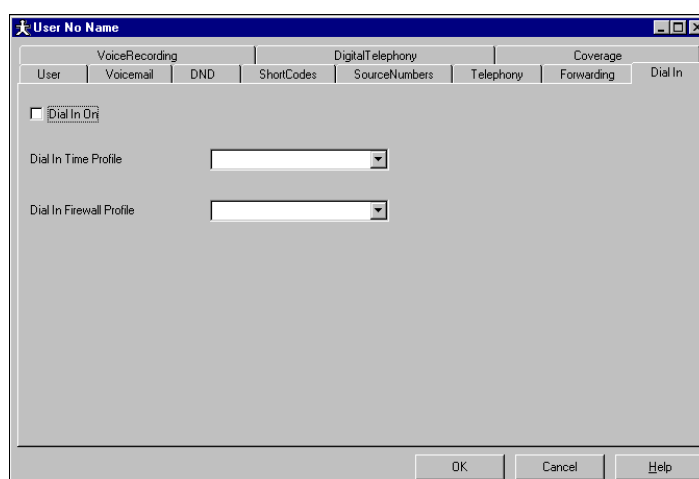 User No Name
VoiceRecording DigitalTelephony Coverage
User Voicemail DND ShortCodes SourceNumbers Telephony Forwarding Dial In
Dial In On
Dial In Time Profile
Dial In Firewall Profile
OK Cancel Help